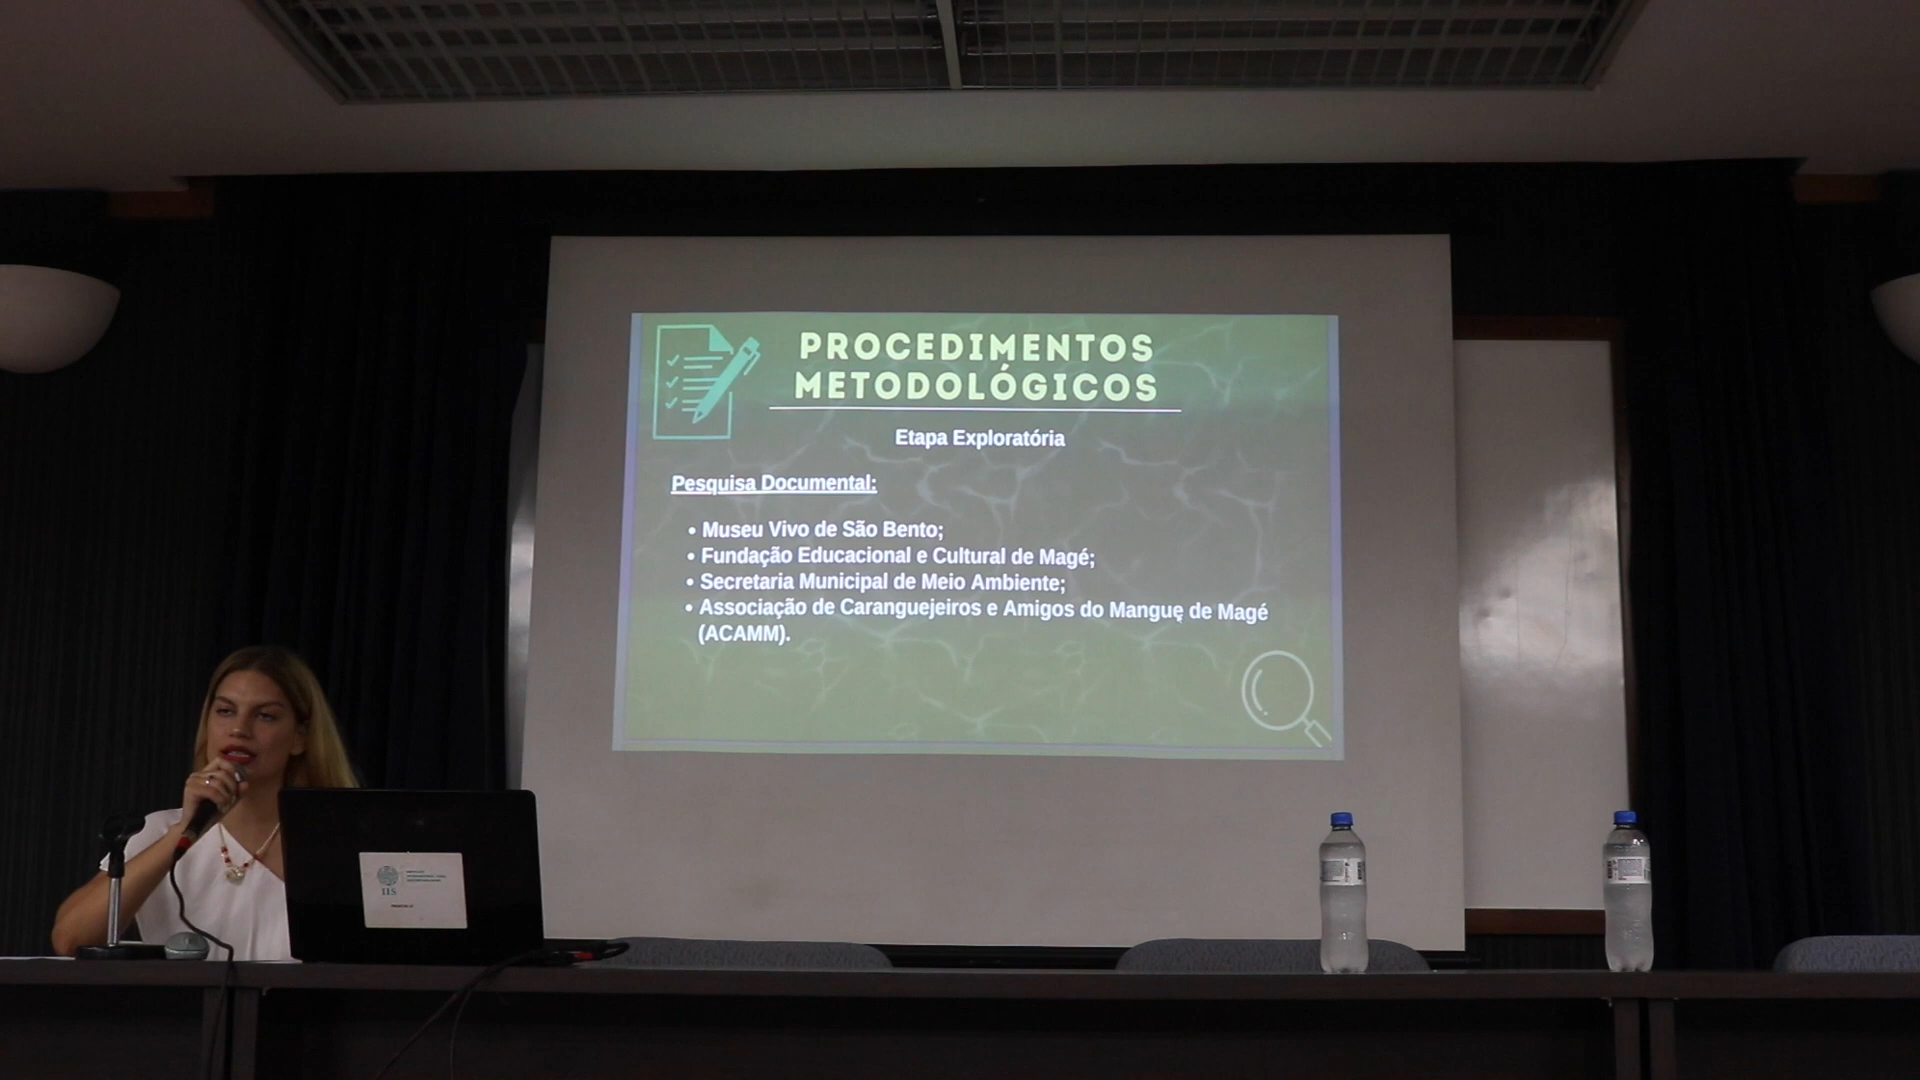 PROCEDIMENTOS
METODOLÓGICOS
Etapa Exploratória
Pesquisa Documental:
• Museu Vivo de São Bento;
• Fundação Educacional e Cultural de Magé;
• Secretaria Municipal de Meio Ambiente;
• Associação de Caranguejeiros e Amigos do Mangue de Magé
(ACAMM).
IIS